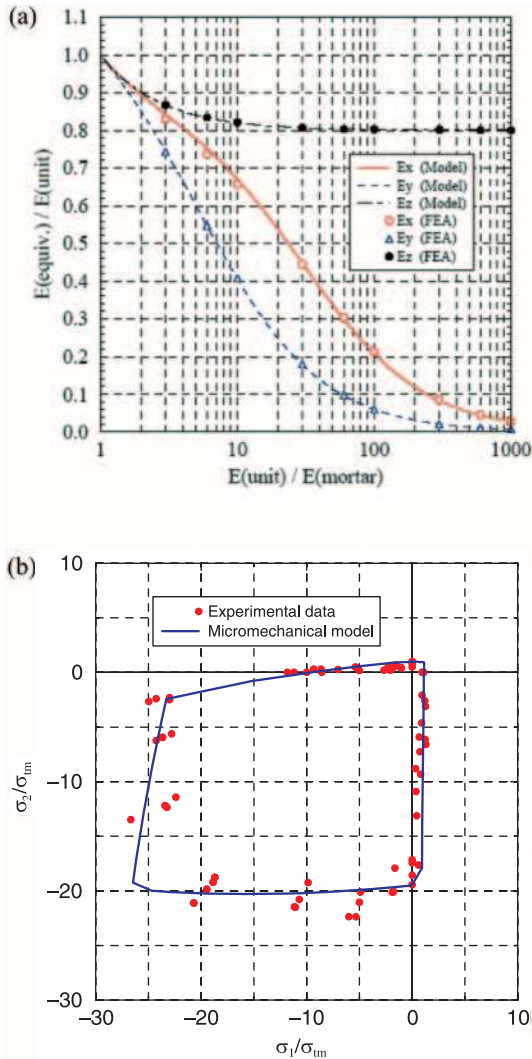 (a)
1.1
1.0
0.9
0.8
0.7
0.6
0.5
0.4
0.3
0.2
0.1
0.0
E(equiv.) / E(unit)
Ex (Model)
Ey (Model)
Ez (Model)
Ex (FEA)
Ey (FEA)
Ez (FEA)
1 10 100 1000
E(unit) / E(mortar)
(b)
10
0
−10
−20
−30
σ2/σtm
Experimental data
Micromechanical model
−30 −20 −10 0 10
σ1/σtm